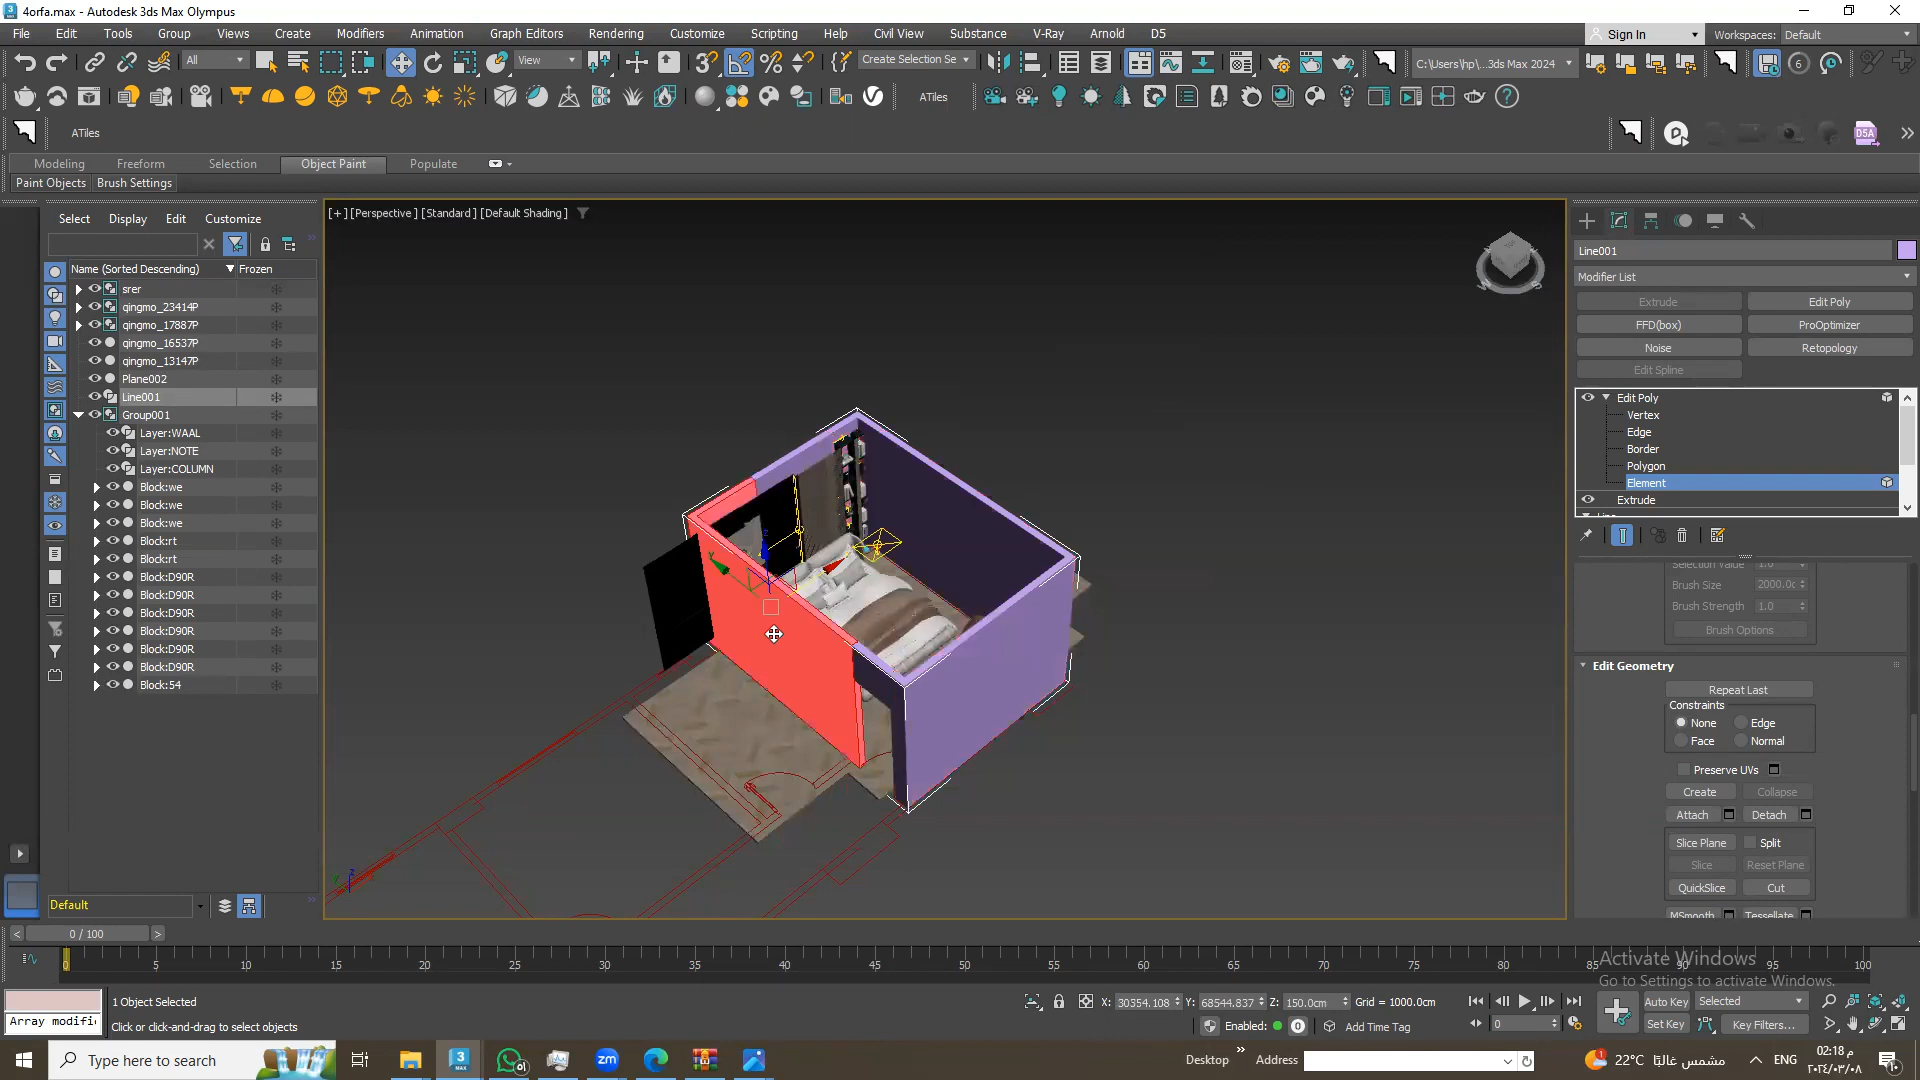 4orfa.max - Autodesk 3ds Max Olympus
File Edit Tools Group Views Create Modifiers Animation Graph Editors Rendering Customize Scripting Help Civil View Substance V-Ray Arnold D5
Sign In
Workspaces: Default
All
View
Create Selection Se
C:\Users\hp\...3ds Max 2024
ATiles
ATiles
D5A
Modeling Freeform Selection Object Paint Populate
Paint Objects Brush Settings
Select Display Edit Customize
Name (Sorted Descending) Frozen
srer
qingmo_23414P
qingmo_17887P
qingmo_16537P
qingmo_13147P
Plane002
Line001
Group001
Layer:WAAL
Layer:NOTE
Layer:COLUMN
Block:we
Block:we
Block:we
Block:rt
Block:rt
Block:D90R
Block:D90R
Block:D90R
Block:D90R
Block:D90R
Block:D90R
Block:54
Default
[+] [Perspective ] [Standard ] [Default Shading ]
Line001
Modifier List
Extrude Edit Poly
FFD(box) ProOptimizer
Noise Retopology
Edit Spline
Edit Poly
Vertex
Edge
Border
Polygon
Element
Extrude
Selection Value 1.0
Brush Size 2000.0c
Brush Strength 1.0
Brush Options
Edit Geometry
Repeat Last
Constraints
None Edge
Face Normal
Preserve UVs
Create Collapse
Attach Detach
Slice Plane Split
Slice Reset Plane
QuickSlice Cut
MSmooth Tessellate
0 / 100
0 5 10 15 20 25 30 35 40 45 50 55 60 65 70 75 80 85 90 95 100
Activate Windows
Go to Settings to activate Windows.
1 Object Selected
Array modifi
Click or click-and-drag to select objects
X: 30354.108 Y: 68544.837 Z: 150.0cm Grid = 1000.0cm
Enabled: 0 Add Time Tag
0
Auto Key Selected
Set Key Key Filters...
Type here to search
Desktop Address
22°C مشمس غالبًا
ENG
02:18 م
٢٠٢٤/٠٣/٠٨